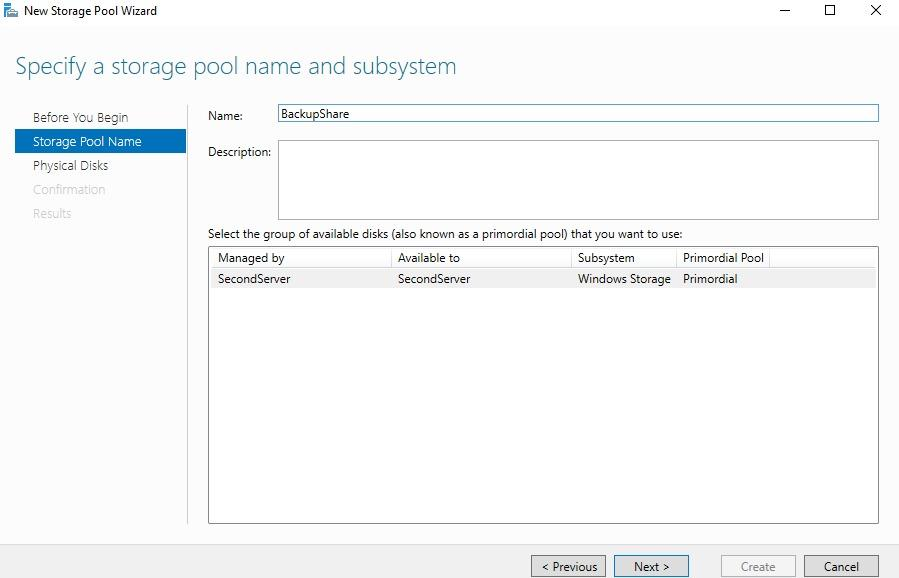 New Storage Pool Wizard
Specify a storage pool name and subsystem
Before You Begin
Storage Pool Name
Physical Disks
Confirmation
Results
Name: BackupShare
Description:
Select the group of available disks (also known as a primordial pool) that you want to use:
Managed by Available to Subsystem Primordial Pool
SecondServer SecondServer Windows Storage Primordial
< Previous Next > Create Cancel